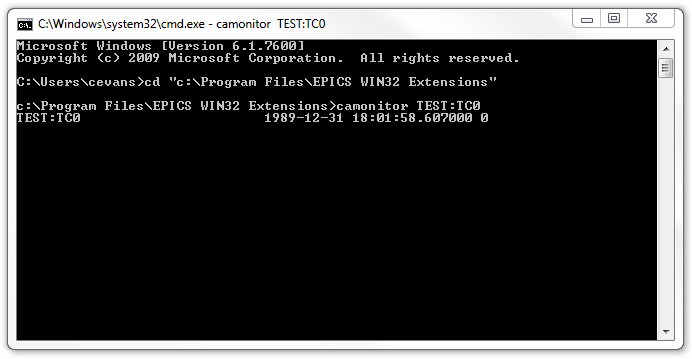 C:\Windows\system32\cmd.exe - camonitor TEST:TC0
Microsoft Windows [Version 6.1.7600]
Copyright (c) 2009 Microsoft Corporation.  All rights reserved.
C:\Users\cevans>cd "c:\Program Files\EPICS WIN32 Extensions"
c:\Program Files\EPICS WIN32 Extensions>camonitor TEST:TC0
TEST:TC0                       1989-12-31 18:01:58.607000 0